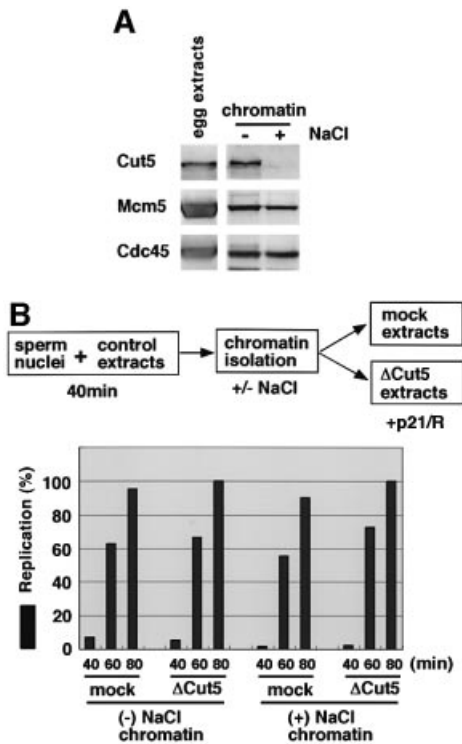 A
egg extracts
chromatin
- + NaCl
Cut5
Mcm5
Cdc45
B
sperm nuclei + control extracts
40min
chromatin isolation
+/- NaCl
mock extracts
ΔCut5 extracts
+p21/R
Replication (%)
100
80
60
40
20
0
40 60 80 40 60 80 40 60 80 40 60 80 (min)
mock ΔCut5 mock ΔCut5
(-) NaCl chromatin
(+) NaCl chromatin